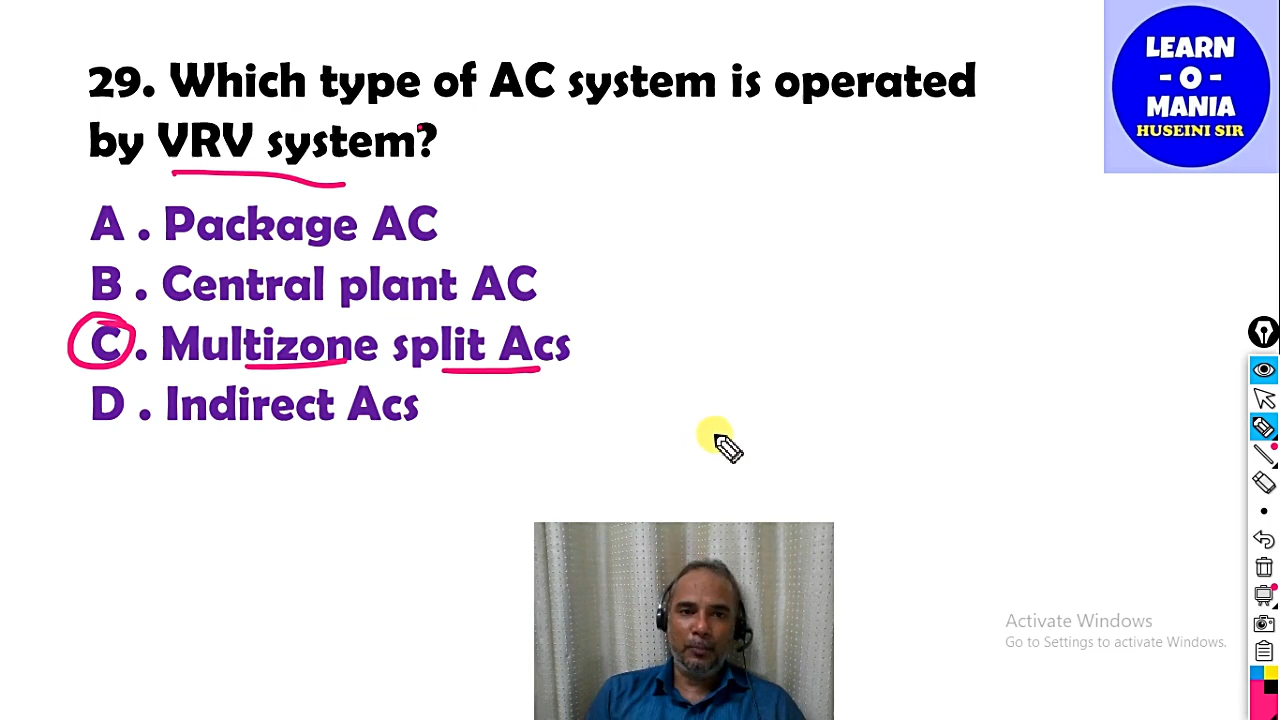 29. Which type of AC system is operated
by VRV system?
A . Package AC
B . Central plant AC
C . Multizone split Acs
D . Indirect Acs
LEARN
- O -
MANIA
HUSEINI SIR
Activate Windows
Go to Settings to activate Windows.